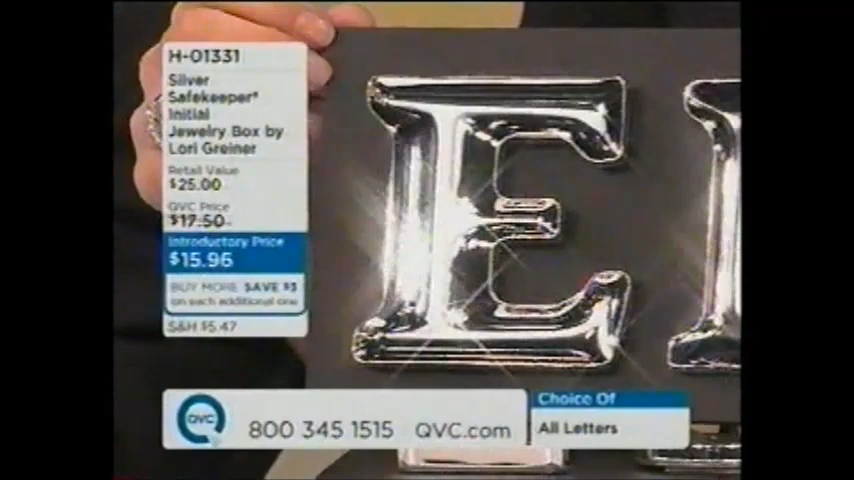 H-01331
Silver
Safekeeper®
Initial
Jewelry Box by
Lori Greiner
Retail Value
$25.00
QVC Price
$17.50
Introductory Price
$15.96
BUY MORE SAVE $3
on each additional one
S&H $5.47
E
QVC
800 345 1515 QVC.com
Choice Of
All Letters